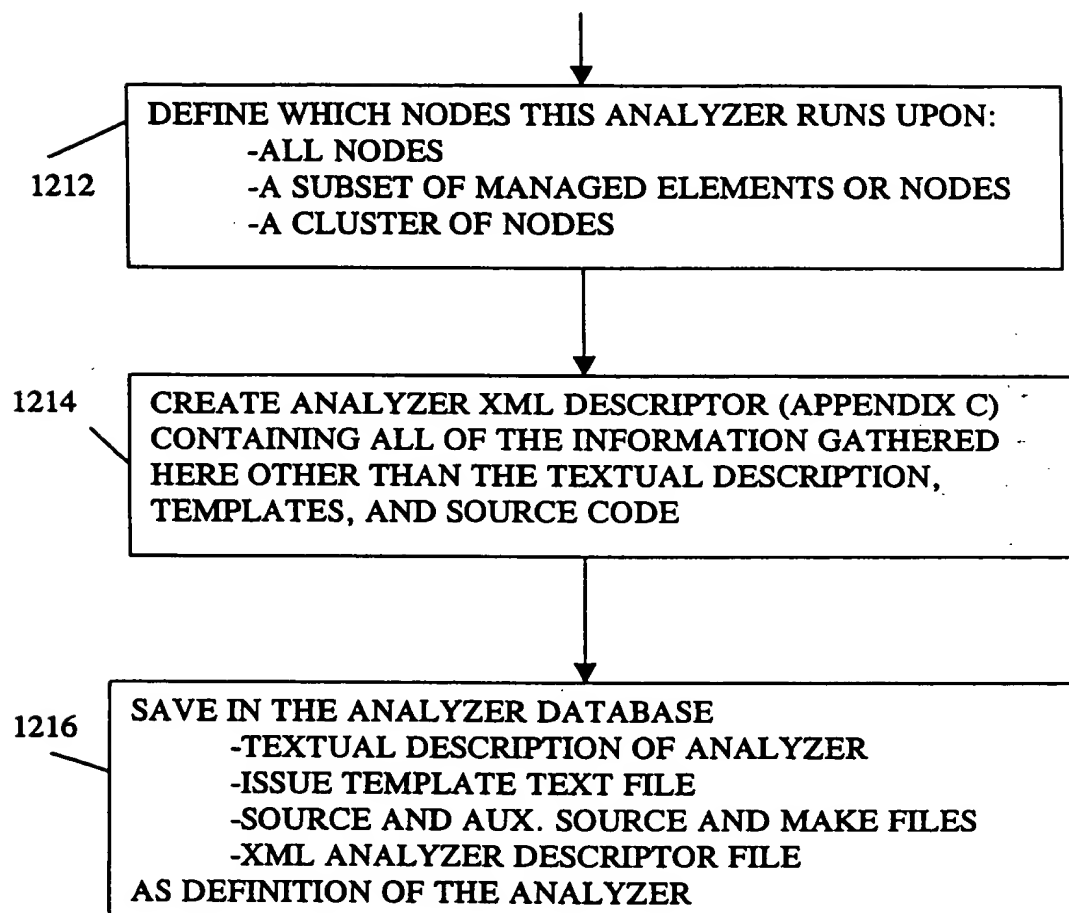 DEFINE WHICH NODES THIS ANALYZER RUNS UPON:
-ALL NODES
-A SUBSET OF MANAGED ELEMENTS OR NODES
-A CLUSTER OF NODES
1212
1214
CREATE ANALYZER XML DESCRIPTOR (APPENDIX C)
CONTAINING ALL OF THE INFORMATION GATHERED
HERE OTHER THAN THE TEXTUAL DESCRIPTION,
TEMPLATES, AND SOURCE CODE
1216
SAVE IN THE ANALYZER DATABASE
-TEXTUAL DESCRIPTION OF ANALYZER
-ISSUE TEMPLATE TEXT FILE
-SOURCE AND AUX. SOURCE AND MAKE FILES
-XML ANALYZER DESCRIPTOR FILE
AS DEFINITION OF THE ANALYZER